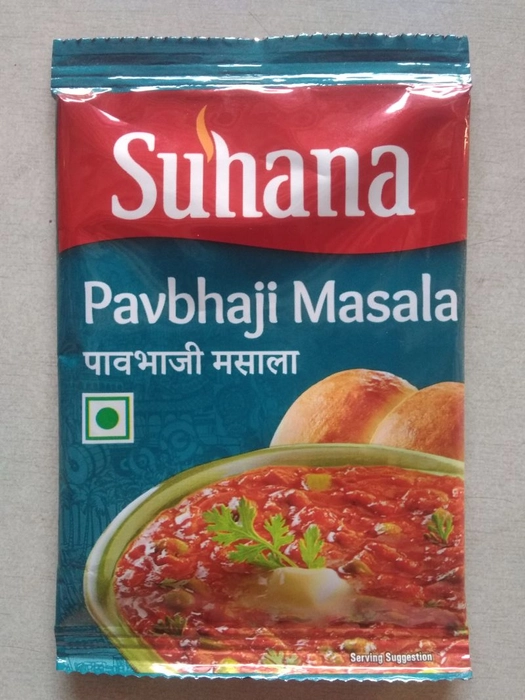 Suhana
Pavbhaji Masala
पावभाजी मसाला
Serving Suggestion